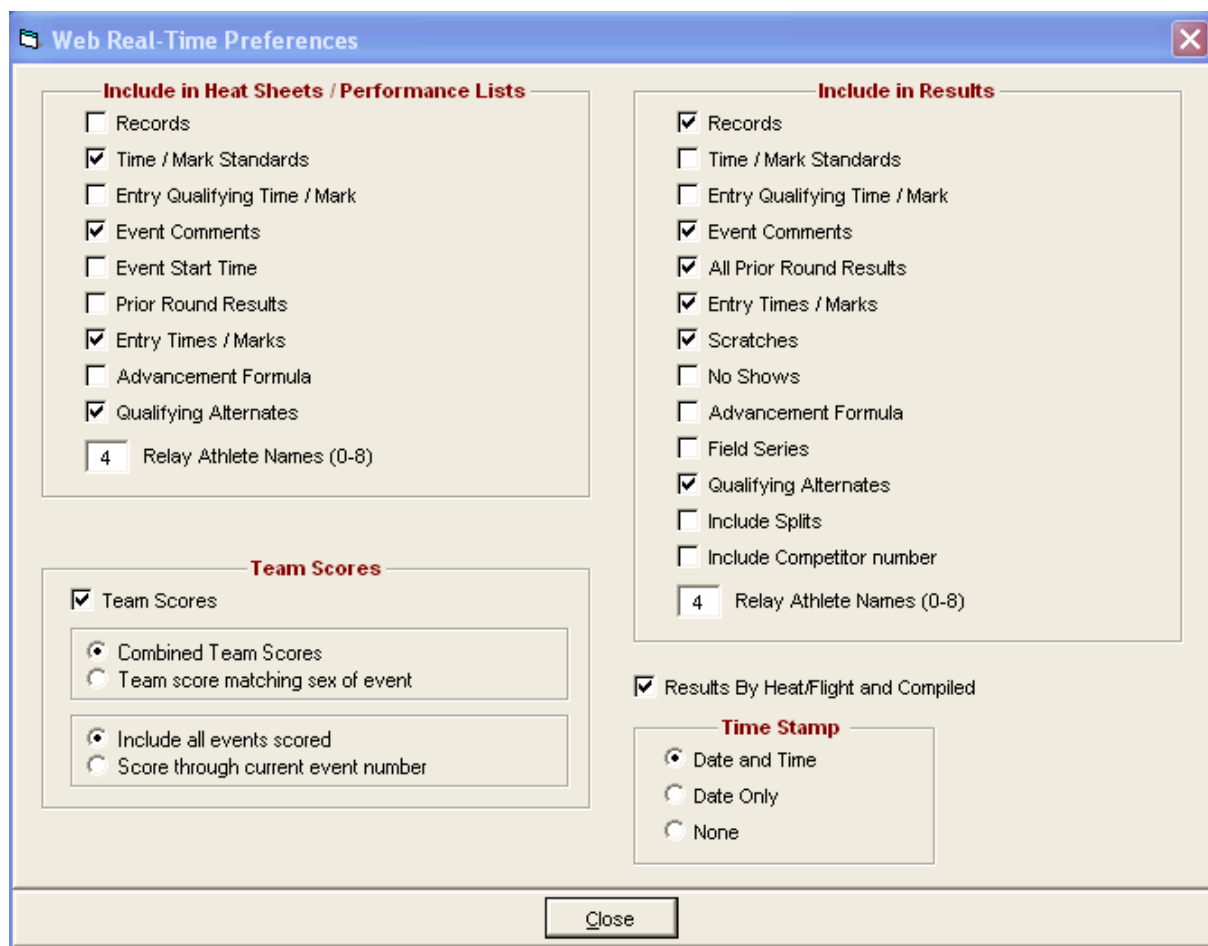 Web Real-Time Preferences
Include in Heat Sheets / Performance Lists
Records
Time / Mark Standards
Entry Qualifying Time / Mark
Event Comments
Event Start Time
Prior Round Results
Entry Times / Marks
Advancement Formula
Qualifying Alternates
4 Relay Athlete Names (0-8)
Team Scores
Team Scores
Combined Team Scores
Team score matching sex of event
Include all events scored
Score through current event number
Include in Results
Records
Time / Mark Standards
Entry Qualifying Time / Mark
Event Comments
All Prior Round Results
Entry Times / Marks
Scratches
No Shows
Advancement Formula
Field Series
Qualifying Alternates
Include Splits
Include Competitor number
4 Relay Athlete Names (0-8)
Results By Heat/Flight and Compiled
Time Stamp
Date and Time
Date Only
None
Close